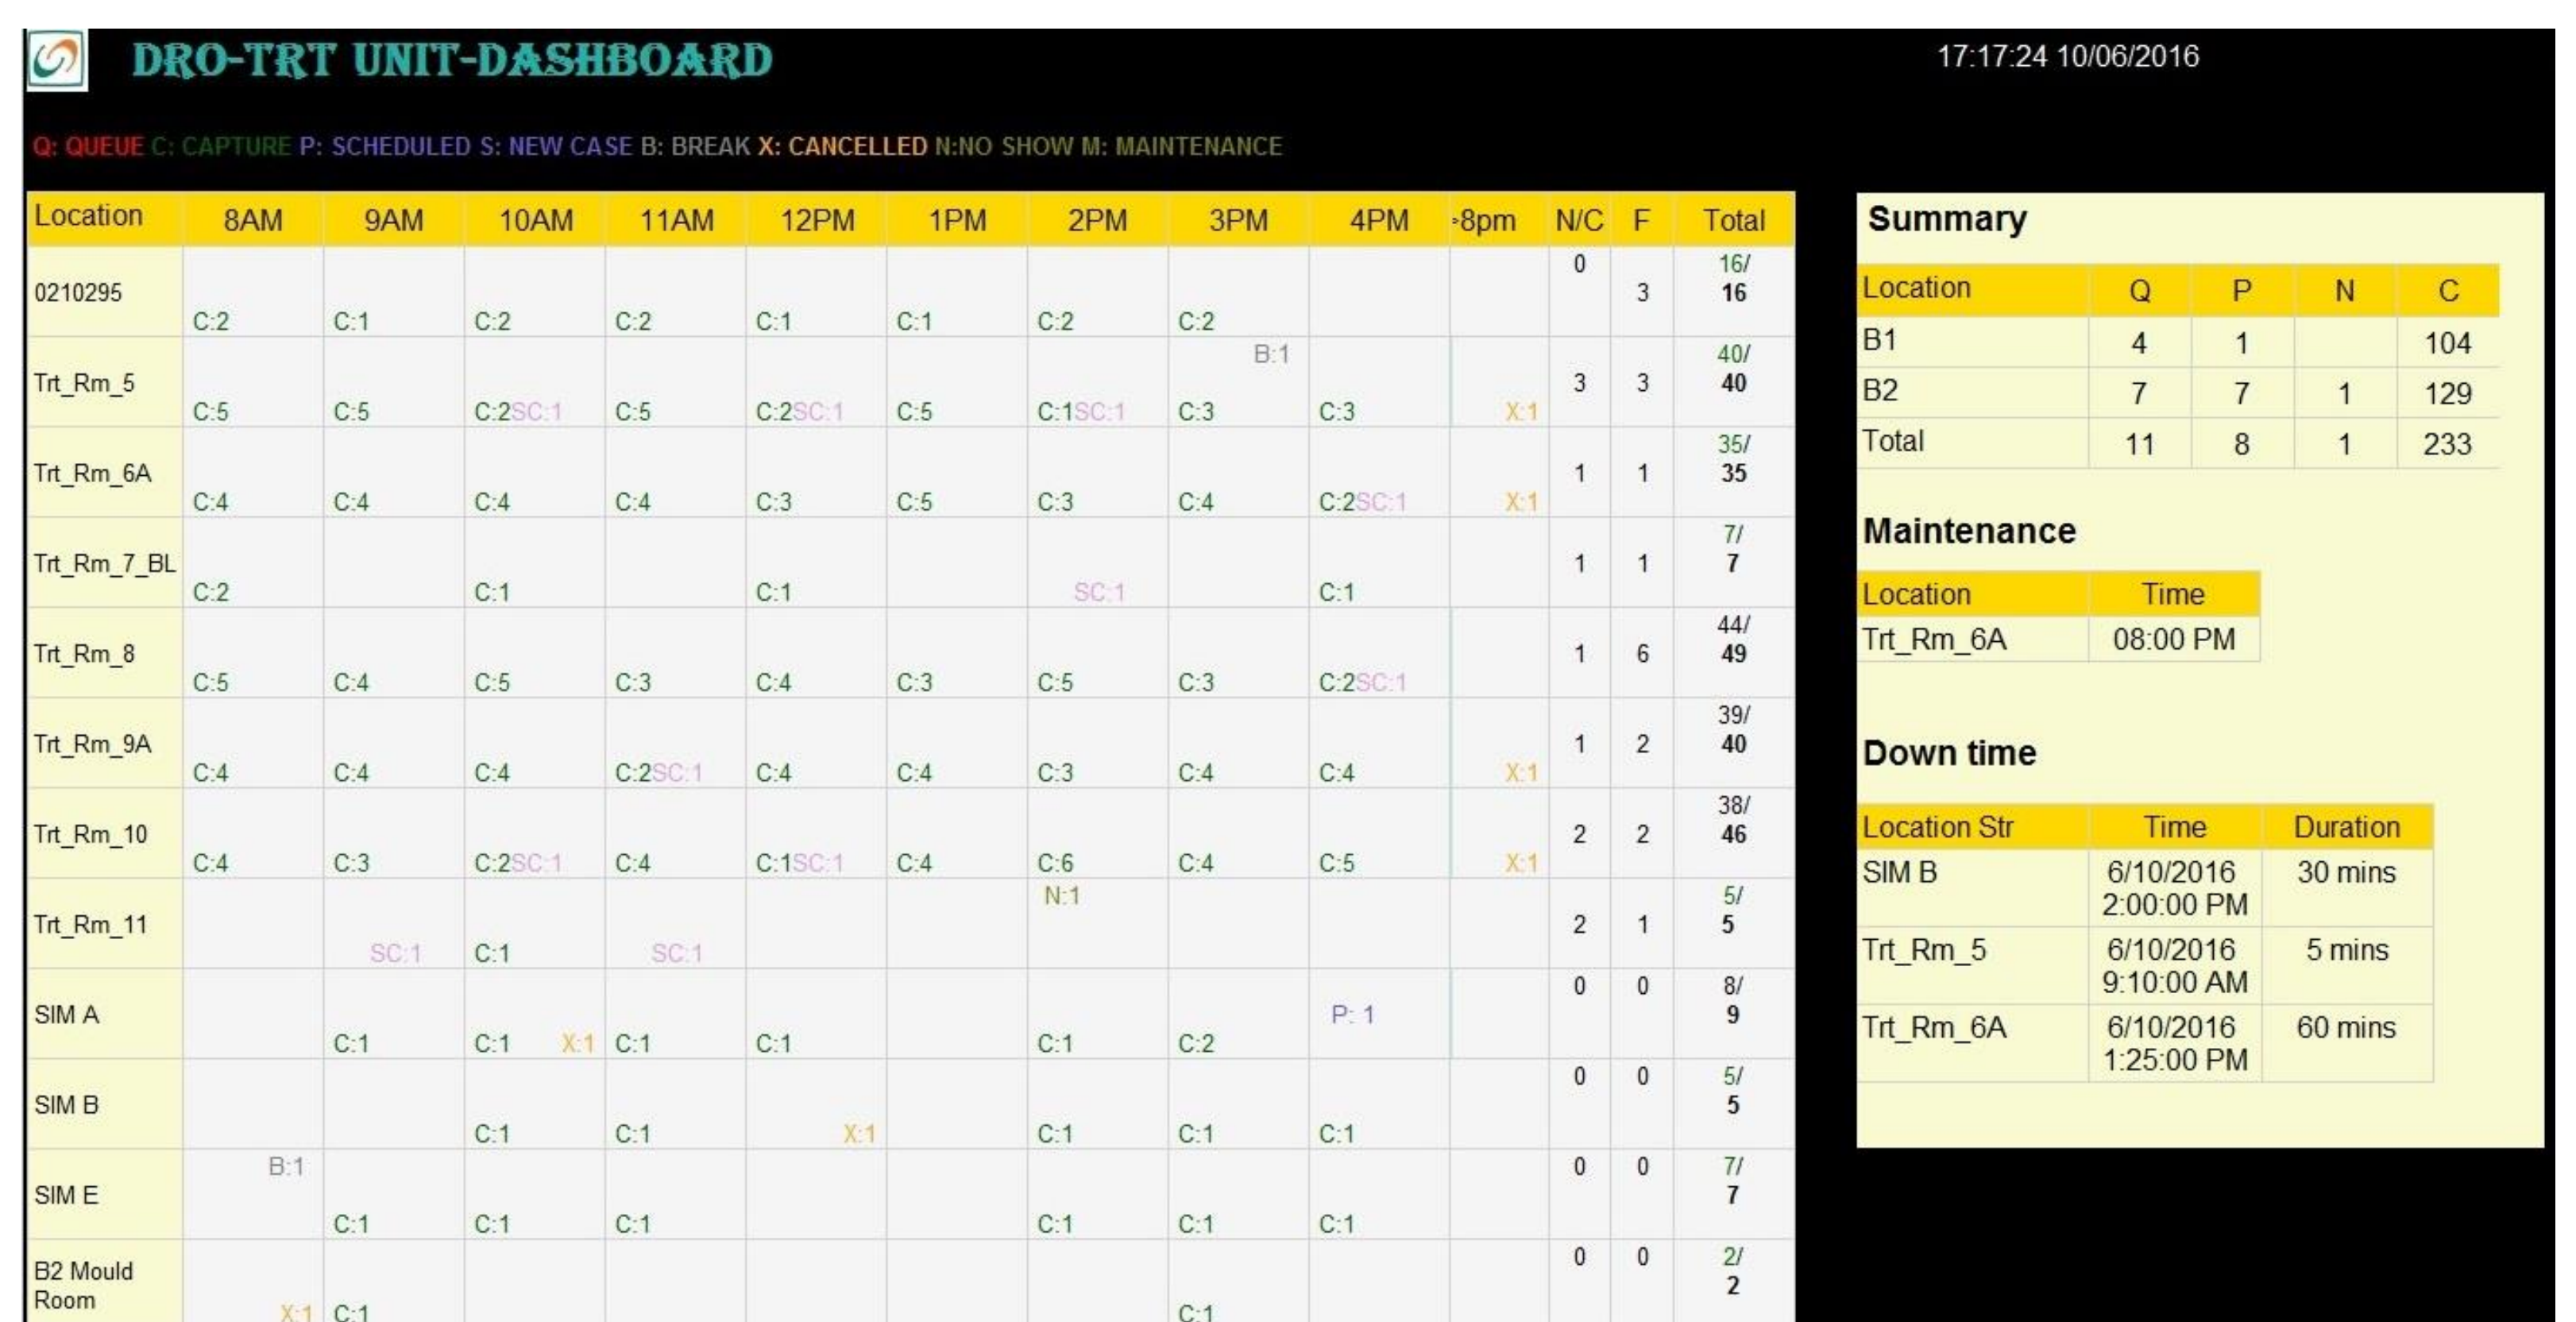 DRO-TRT UNIT-DASHBOARD
17:17:24 10/06/2016
Q: QUEUE C: CAPTURE P: SCHEDULED S: NEW CASE B: BREAK X: CANCELLED N:NO SHOW M: MAINTENANCE
Location 8AM 9AM 10AM 11AM 12PM 1PM 2PM 3PM 4PM >8pm N/C F Total
0210295 C:2 C:1 C:2 C:2 C:1 C:1 C:2 C:2 0 3 16/ 16
Trt_Rm_5 C:5 C:5 C:2SC:1 C:5 C:2SC:1 C:5 C:1SC:1 B:1 C:3 C:3 X:1 3 3 40/ 40
Trt_Rm_6A C:4 C:4 C:4 C:4 C:3 C:5 C:3 C:4 C:2SC:1 X:1 1 1 35/ 35
Trt_Rm_7_BL C:2 C:1 C:1 SC:1 C:1 1 1 7/ 7
Trt_Rm_8 C:5 C:4 C:5 C:3 C:4 C:3 C:5 C:3 C:2SC:1 1 6 44/ 49
Trt_Rm_9A C:4 C:4 C:4 C:2SC:1 C:4 C:4 C:3 C:4 C:4 X:1 1 2 39/ 40
Trt_Rm_10 C:4 C:3 C:2SC:1 C:4 C:1SC:1 C:4 C:6 C:4 C:5 X:1 2 2 38/ 46
Trt_Rm_11 SC:1 C:1 SC:1 N:1 2 1 5/ 5
SIM A C:1 C:1 X:1 C:1 C:1 C:1 C:2 P: 1 0 0 8/ 9
SIM B C:1 C:1 X:1 C:1 C:1 C:1 0 0 5/ 5
SIM E B:1 C:1 C:1 C:1 C:1 C:1 C:1 0 0 7/ 7
B2 Mould Room X:1 C:1 C:1 0 0 2/ 2
Summary
Location Q P N C
B1 4 1 104
B2 7 7 1 129
Total 11 8 1 233
Maintenance
Location Time
Trt_Rm_6A 08:00 PM
Down time
Location Str Time Duration
SIM B 6/10/2016 2:00:00 PM 30 mins
Trt_Rm_5 6/10/2016 9:10:00 AM 5 mins
Trt_Rm_6A 6/10/2016 1:25:00 PM 60 mins